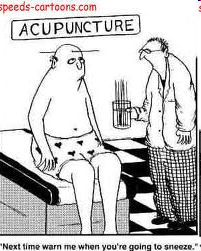 speeds-cartoons.com
ACUPUNCTURE
"Next time warn me when you're going to sneeze."